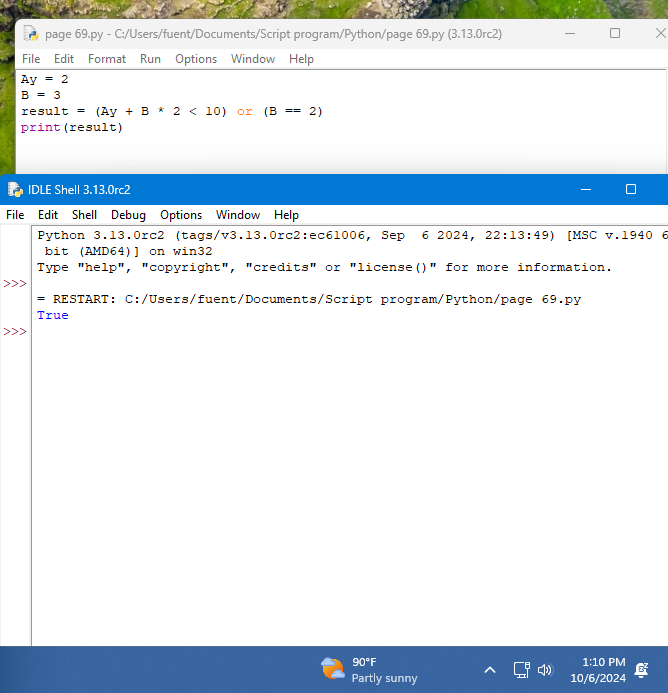 page 69.py - C:/Users/fuent/Documents/Script program/Python/page 69.py (3.13.0rc2)
File Edit Format Run Options Window Help
Ay = 2
B = 3
result = (Ay + B * 2 < 10) or (B == 2)
print(result)
IDLE Shell 3.13.0rc2
File Edit Shell Debug Options Window Help
Python 3.13.0rc2 (tags/v3.13.0rc2:ec61006, Sep  6 2024, 22:13:49) [MSC v.1940 6
bit (AMD64)] on win32
Type "help", "copyright", "credits" or "license()" for more information.
>>>
= RESTART: C:/Users/fuent/Documents/Script program/Python/page 69.py
True
>>>
90°F
Partly sunny
1:10 PM
10/6/2024